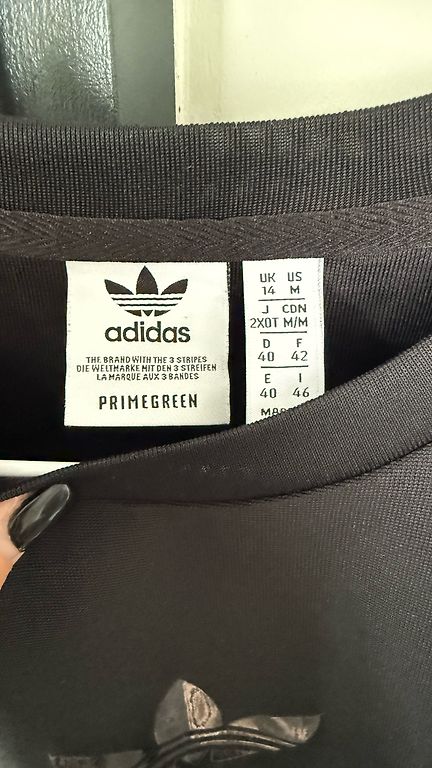 adidas
THE BRAND WITH THE 3 STRIPES
DIE WELTMARKE MIT DEN 3 STREIFEN
LA MARQUE AUX 3 BANDES
PRIMEGREEN
UK US
14 M
J CDN
2XOT M/M
D F
40 42
E I
40 46